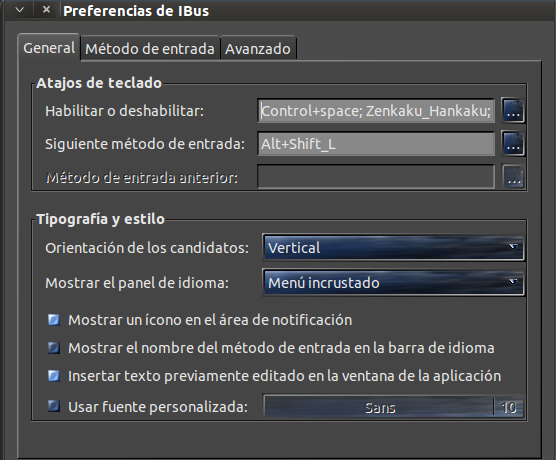 Preferencias de IBus
General Método de entrada Avanzado
Atajos de teclado
Habilitar o deshabilitar: Control+space; Zenkaku_Hankaku; ...
Siguiente método de entrada: Alt+Shift_L ...
Método de entrada anterior: ...
Tipografía y estilo
Orientación de los candidatos: Vertical
Mostrar el panel de idioma: Menú incrustado
Mostrar un ícono en el área de notificación
Mostrar el nombre del método de entrada en la barra de idioma
Insertar texto previamente editado en la ventana de la aplicación
Usar fuente personalizada: Sans 10